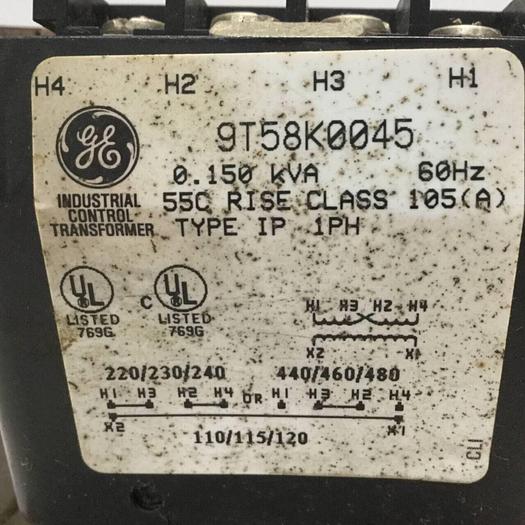 H4 H2 H3 H1
GE
9T58K0045
0.150 KVA 60Hz
INDUSTRIAL
CONTROL
TRANSFORMER
55C RISE CLASS 105(A)
TYPE IP 1PH
UL
LISTED
769G
C UL
LISTED
769G
H1 H3 H2 H4
X2 X1
220/230/240 440/460/480
H1 H3 H2 H4 OR H1 H3 H2 H4
X2 X1
110/115/120
CLI